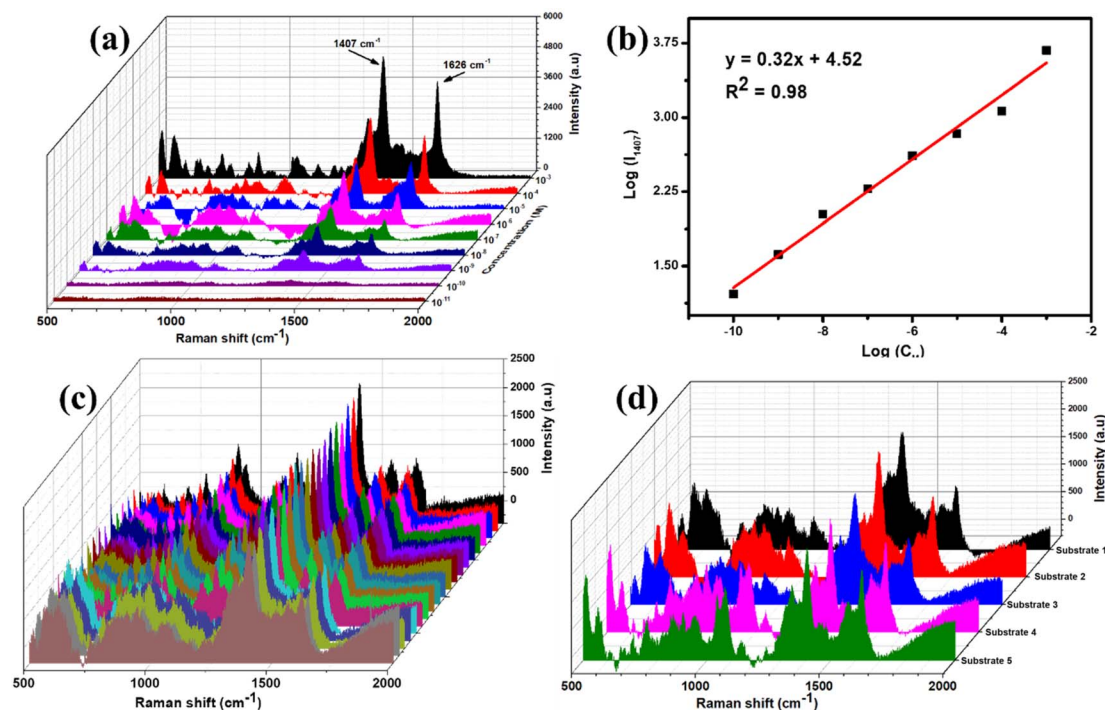 (a)
1407 cm⁻¹
1626 cm⁻¹
6000
4800
3600
2400
1200
0
Intensity (a.u)
10⁻³
10⁻⁴
10⁻⁵
10⁻⁶
10⁻⁷
10⁻⁸
10⁻⁹
10⁻¹⁰
10⁻¹¹
Concentration (M)
500 1000 1500 2000
Raman shift (cm⁻¹)
(b)
y = 0.32x + 4.52
R² = 0.98
3.75
3.00
2.25
1.50
Log (I₁₄₀₇)
-10 -8 -6 -4 -2
Log (C
(c)
2500
2000
1500
1000
500
0
Intensity (a.u)
500 1000 1500 2000
Raman shift (cm⁻¹)
(d)
2500
2000
1500
1000
500
0
Intensity (a.u)
Substrate 1
Substrate 2
Substrate 3
Substrate 4
Substrate 5
500 1000 1500 2000
Raman shift (cm⁻¹)